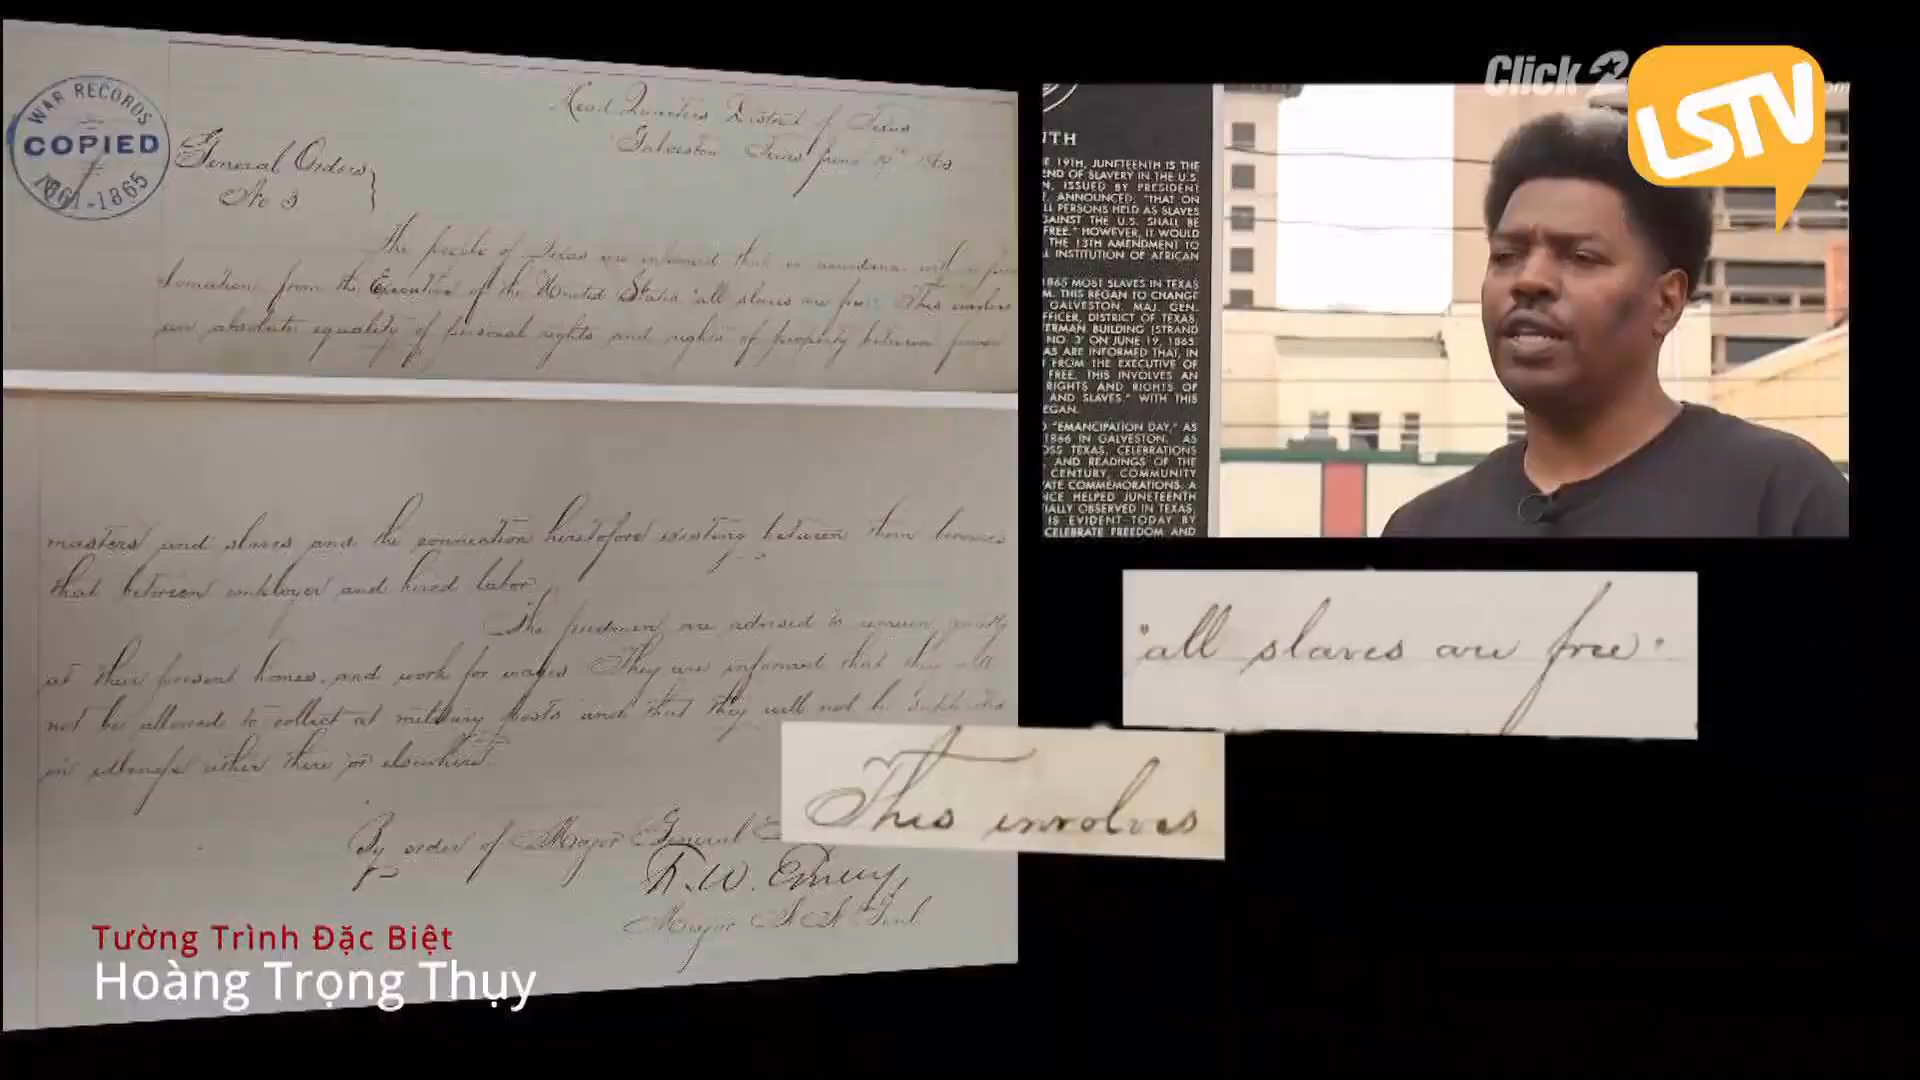 WAR RECORDS
COPIED
1861-1865
Head Quarters District of Texas
Galveston Texas June 19th 1865
General Orders
No 3
The people of Texas are informed that in accordance with a
from the Executive of the United States "all slaves are free." This involves
an absolute equality of personal rights and rights of property between
masters and slaves and the connection heretofore existing between them becomes
that between employer and hired labor.
The freedmen are advised to remain quietly
at their present homes, and work for wages. They are informed that they will
not be allowed to collect at military posts and that they will not be supported
in idleness either there or elsewhere.
By order of Major General
F. W. Emery
Major A A Genl
Click 2
LSTV
19TH, JUNETEENTH IS THE
END OF SLAVERY IN THE U.S.
ISSUED BY PRESIDENT
ANNOUNCED, "THAT ON
PERSONS HELD AS SLAVES
THE U.S. SHALL BE
FREE." HOWEVER, IT WOULD
THE 13TH AMENDMENT TO
INSTITUTION OF AFRICAN
1865 MOST SLAVES IN TEXAS
THIS BEGAN TO CHANGE
GALVESTON. MAJ. GEN.
DISTRICT OF TEXAS,
BUILDING (STRAND
NO. 3' ON JUNE 19, 1865
ARE INFORMED THAT, IN
FROM THE EXECUTIVE OF
FREE. THIS INVOLVES AN
RIGHTS AND RIGHTS OF
AND SLAVES." WITH THIS
"EMANCIPATION DAY," AS
1866 IN GALVESTON. AS
TEXAS, CELEBRATIONS
AND READINGS OF THE
CENTURY, COMMUNITY
COMMEMORATIONS. A
HELPED JUNETEENTH
OBSERVED IN TEXAS,
IS EVIDENT TODAY BY
CELEBRATE FREEDOM AND
"all slaves are free."
This involves
Tường Trình Đặc Biệt
Hoàng Trọng Thụy